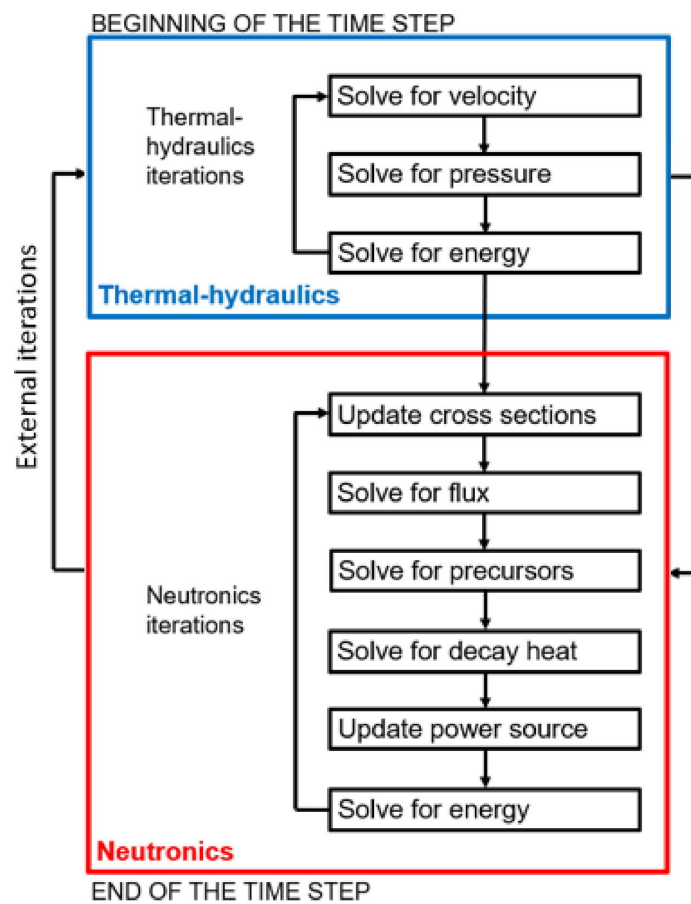 BEGINNING OF THE TIME STEP
Thermal-
hydraulics
iterations
Solve for velocity
Solve for pressure
Solve for energy
Thermal-hydraulics
External iterations
Update cross sections
Solve for flux
Solve for precursors
Neutronics
iterations
Solve for decay heat
Update power source
Solve for energy
Neutronics
END OF THE TIME STEP